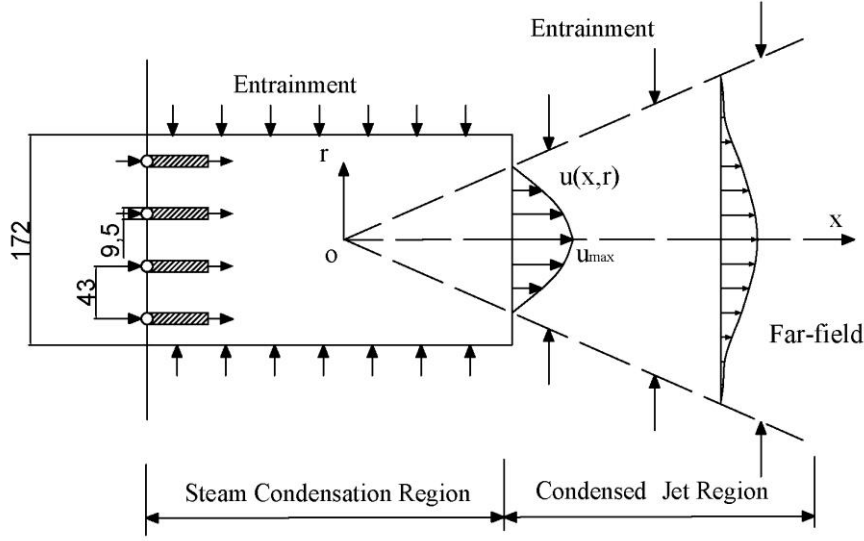 Entrainment
Entrainment
r
u(x,r)
172
9,5
43
o
x
umax
Far-field
Steam Condensation Region
Condensed Jet Region